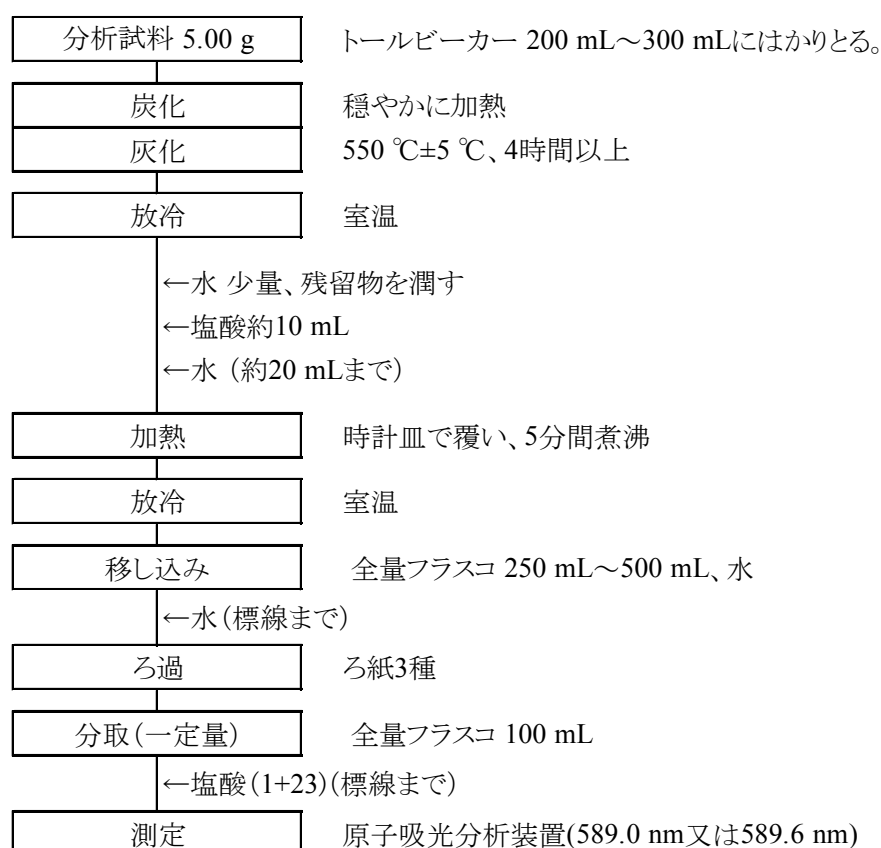 分析試料 5.00 g トールビーカー 200 mL～300 mLにはかりとる。
炭化 穏やかに加熱
灰化 550 ℃±5 ℃、4時間以上
放冷 室温
←水 少量、残留物を潤す
←塩酸約10 mL
←水（約20 mLまで）
加熱 時計皿で覆い、5分間煮沸
放冷 室温
移し込み 全量フラスコ 250 mL～500 mL、水
←水（標線まで）
ろ過 ろ紙3種
分取（一定量） 全量フラスコ 100 mL
←塩酸（1+23）（標線まで）
測定 原子吸光分析装置(589.0 nm又は589.6 nm)